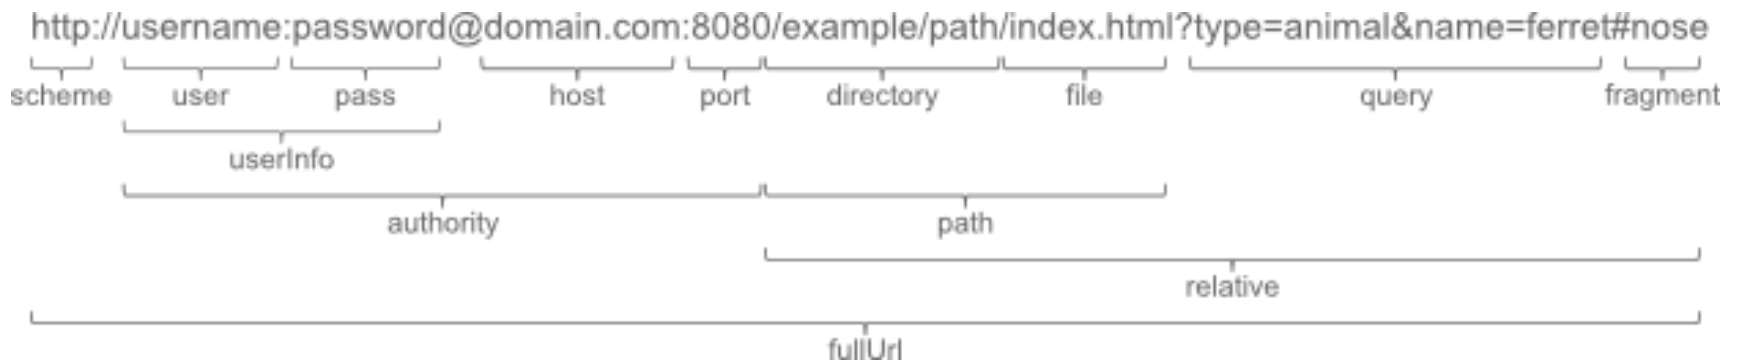 http://username:password@domain.com:8080/example/path/index.html?type=animal&name=ferret#nose
scheme user pass host port directory file query fragment
userInfo
authority path
relative
fullUrl